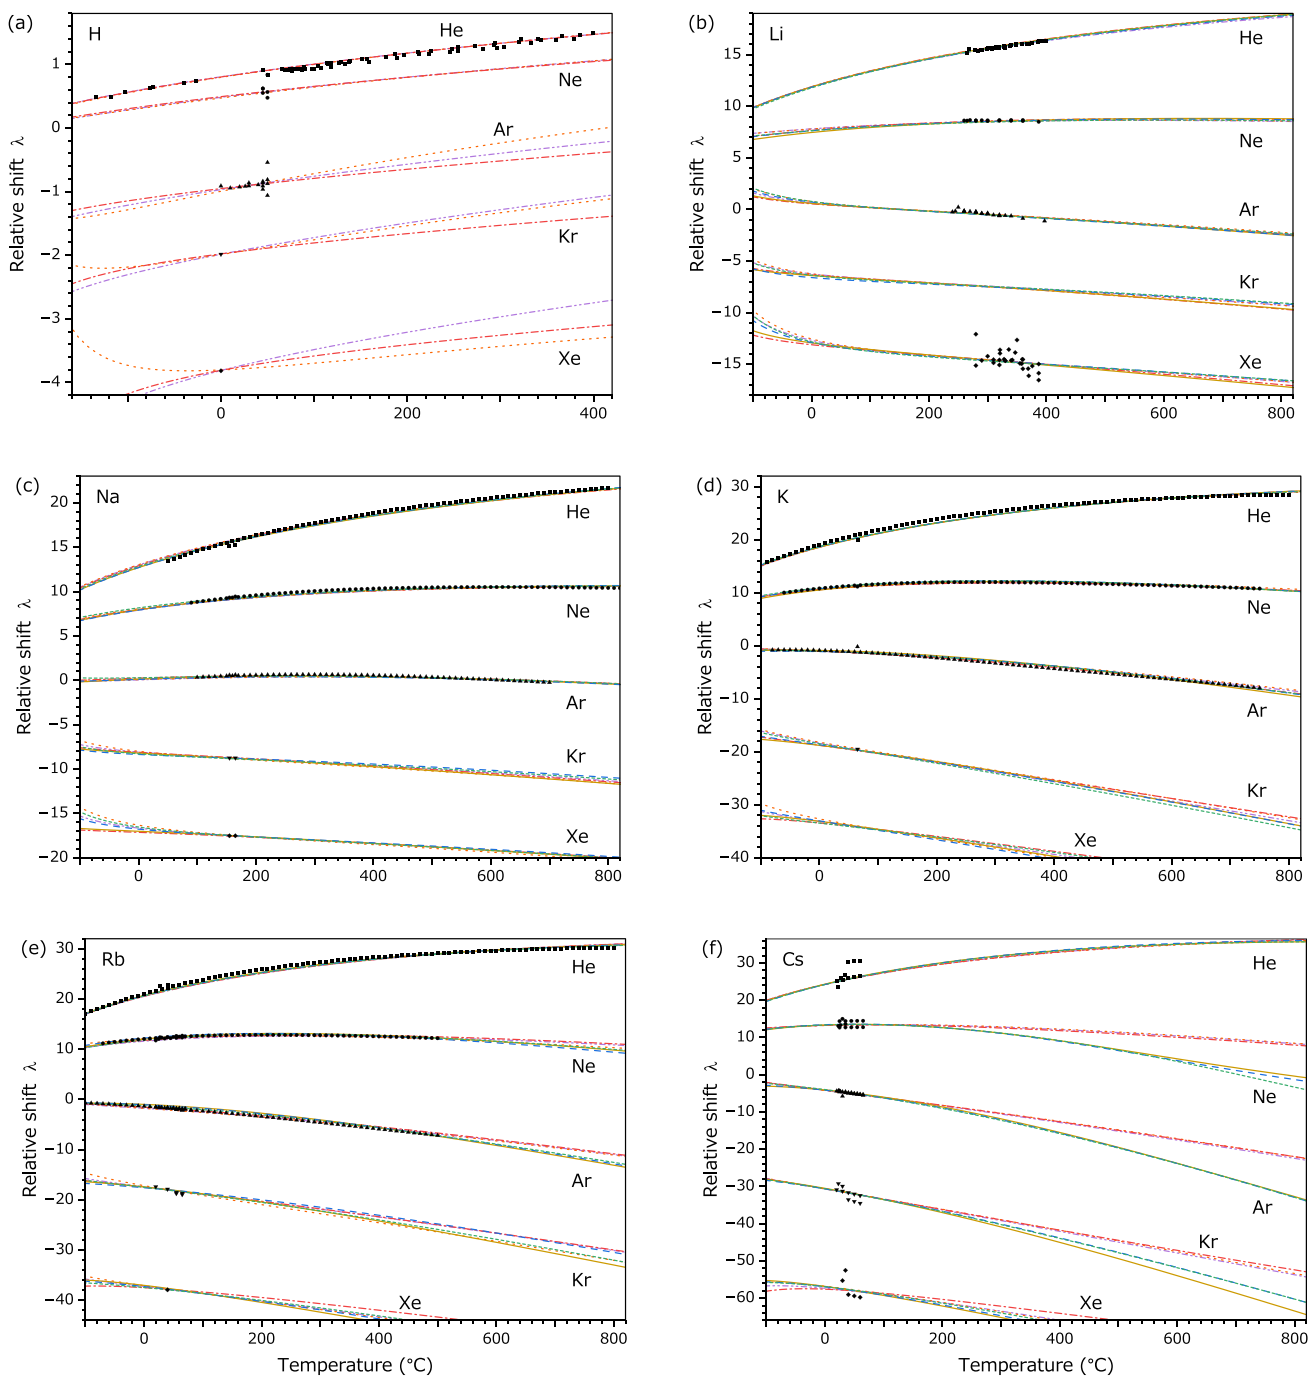 (a)
H
He
Ne
Ar
Kr
Xe
Relative shift λ
1
0
−1
−2
−3
−4
0
200
400
(b)
Li
He
Ne
Ar
Kr
Xe
Relative shift λ
15
10
5
0
−5
−10
−15
0
200
400
600
800
(c)
Na
He
Ne
Ar
Kr
Xe
Relative shift λ
20
15
10
5
0
−5
−10
−15
−20
0
200
400
600
800
(d)
K
He
Ne
Ar
Kr
Xe
Relative shift λ
30
20
10
0
−10
−20
−30
−40
0
200
400
600
800
(e)
Rb
He
Ne
Ar
Kr
Xe
Relative shift λ
30
20
10
0
−10
−20
−30
−40
0
200
400
600
800
Temperature (°C)
(f)
Cs
He
Ne
Ar
Kr
Xe
Relative shift λ
30
20
10
0
−10
−20
−30
−40
−50
−60
0
200
400
600
800
Temperature (°C)